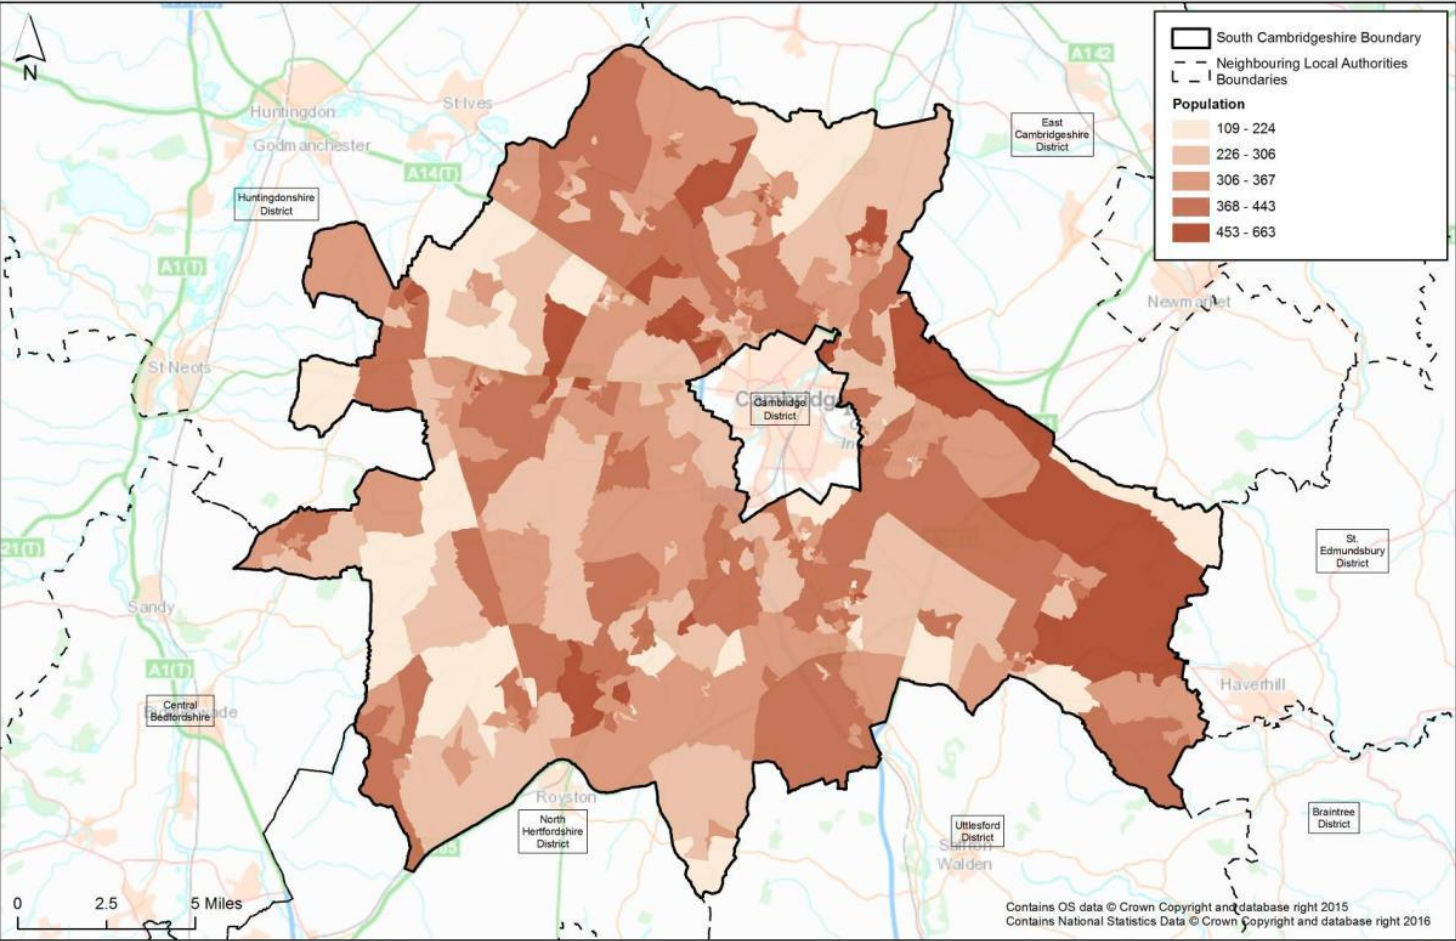 N
Huntingdon
Godmanchester
St Ives
A14(T)
A142
East
Cambridgeshire
District
South Cambridgeshire Boundary
Neighbouring Local Authorities
Boundaries
Population
109 - 224
226 - 306
306 - 367
368 - 443
453 - 663
Huntingdonshire
District
A1(T)
Newmarket
St Neots
Cambridge
District
21(T)
St.
Edmundsbury
District
Sandy
A1(T)
Central
Bedfordshire
Haverhill
Royston
North
Hertfordshire
District
Uttlesford
District
Walden
Braintree
District
0 2.5 5 Miles
Contains OS data © Crown Copyright and database right 2015
Contains National Statistics Data © Crown Copyright and database right 2016